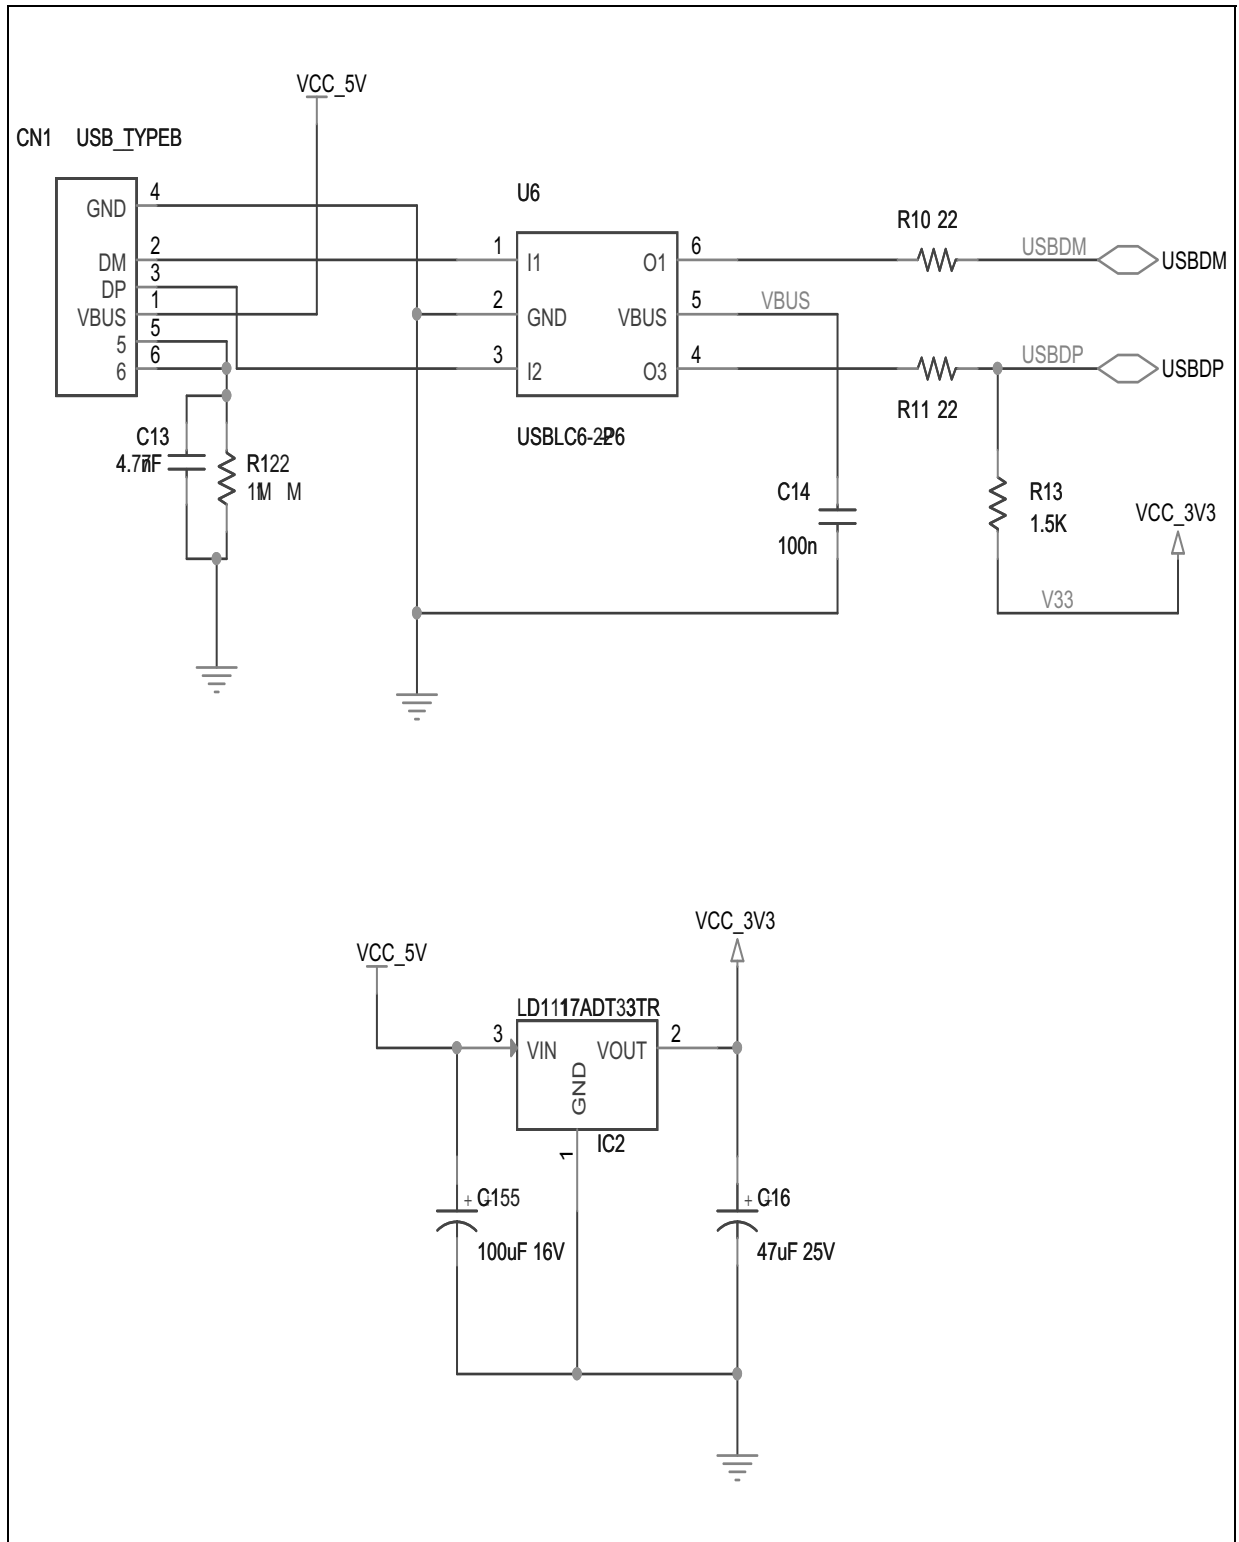 VCC_5V
CN1 USB_TYPEB
GND 4
DM 2
DP 3
VBUS 1
5 5
6 6
U6
1 I1 O1 6
2 GND VBUS 5
3 I2 O3 4
VBUS
R10 22
USBDM
USBDM
USBDP
USBDP
R11 22
C13
R122
C14
100n
R13
1.5K
VCC_3V3
V33
VCC_3V3
VCC_5V
LD1117ADT33TR
3 VIN VOUT 2
GND
IC2
1
+ C155
100uF 16V
+ C16
47uF 25V